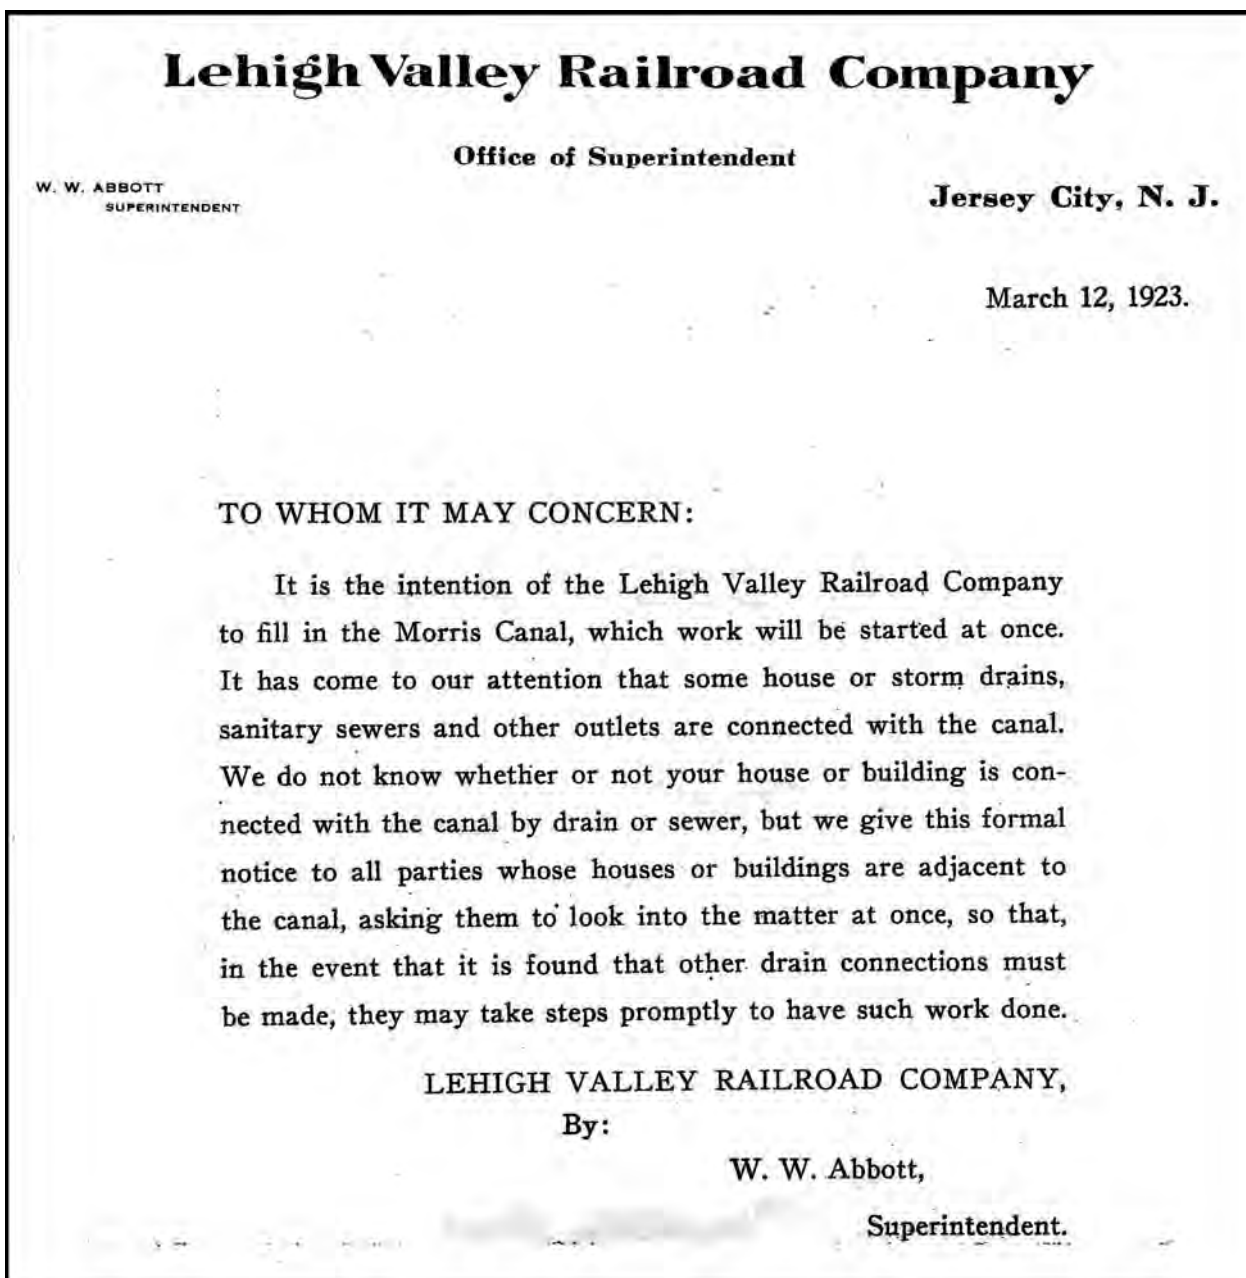 Lehigh Valley Railroad Company
Office of Superintendent
W. W. ABBOTT
SUPERINTENDENT
Jersey City, N. J.
March 12, 1923.
TO WHOM IT MAY CONCERN:
It is the intention of the Lehigh Valley Railroad Company
to fill in the Morris Canal, which work will be started at once.
It has come to our attention that some house or storm drains,
sanitary sewers and other outlets are connected with the canal.
We do not know whether or not your house or building is con-
nected with the canal by drain or sewer, but we give this formal
notice to all parties whose houses or buildings are adjacent to
the canal, asking them to look into the matter at once, so that,
in the event that it is found that other drain connections must
be made, they may take steps promptly to have such work done.
LEHIGH VALLEY RAILROAD COMPANY,
By:
W. W. Abbott,
Superintendent.